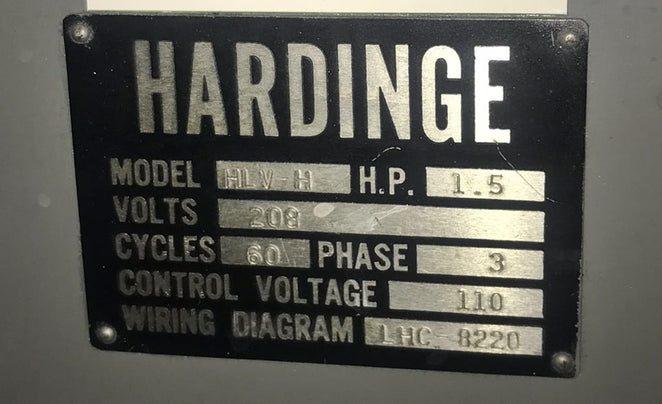 HARDINGE
MODEL HLV-H H.P. 1.5
VOLTS 208
CYCLES 60 PHASE 3
CONTROL VOLTAGE 110
WIRING DIAGRAM LHC-8220